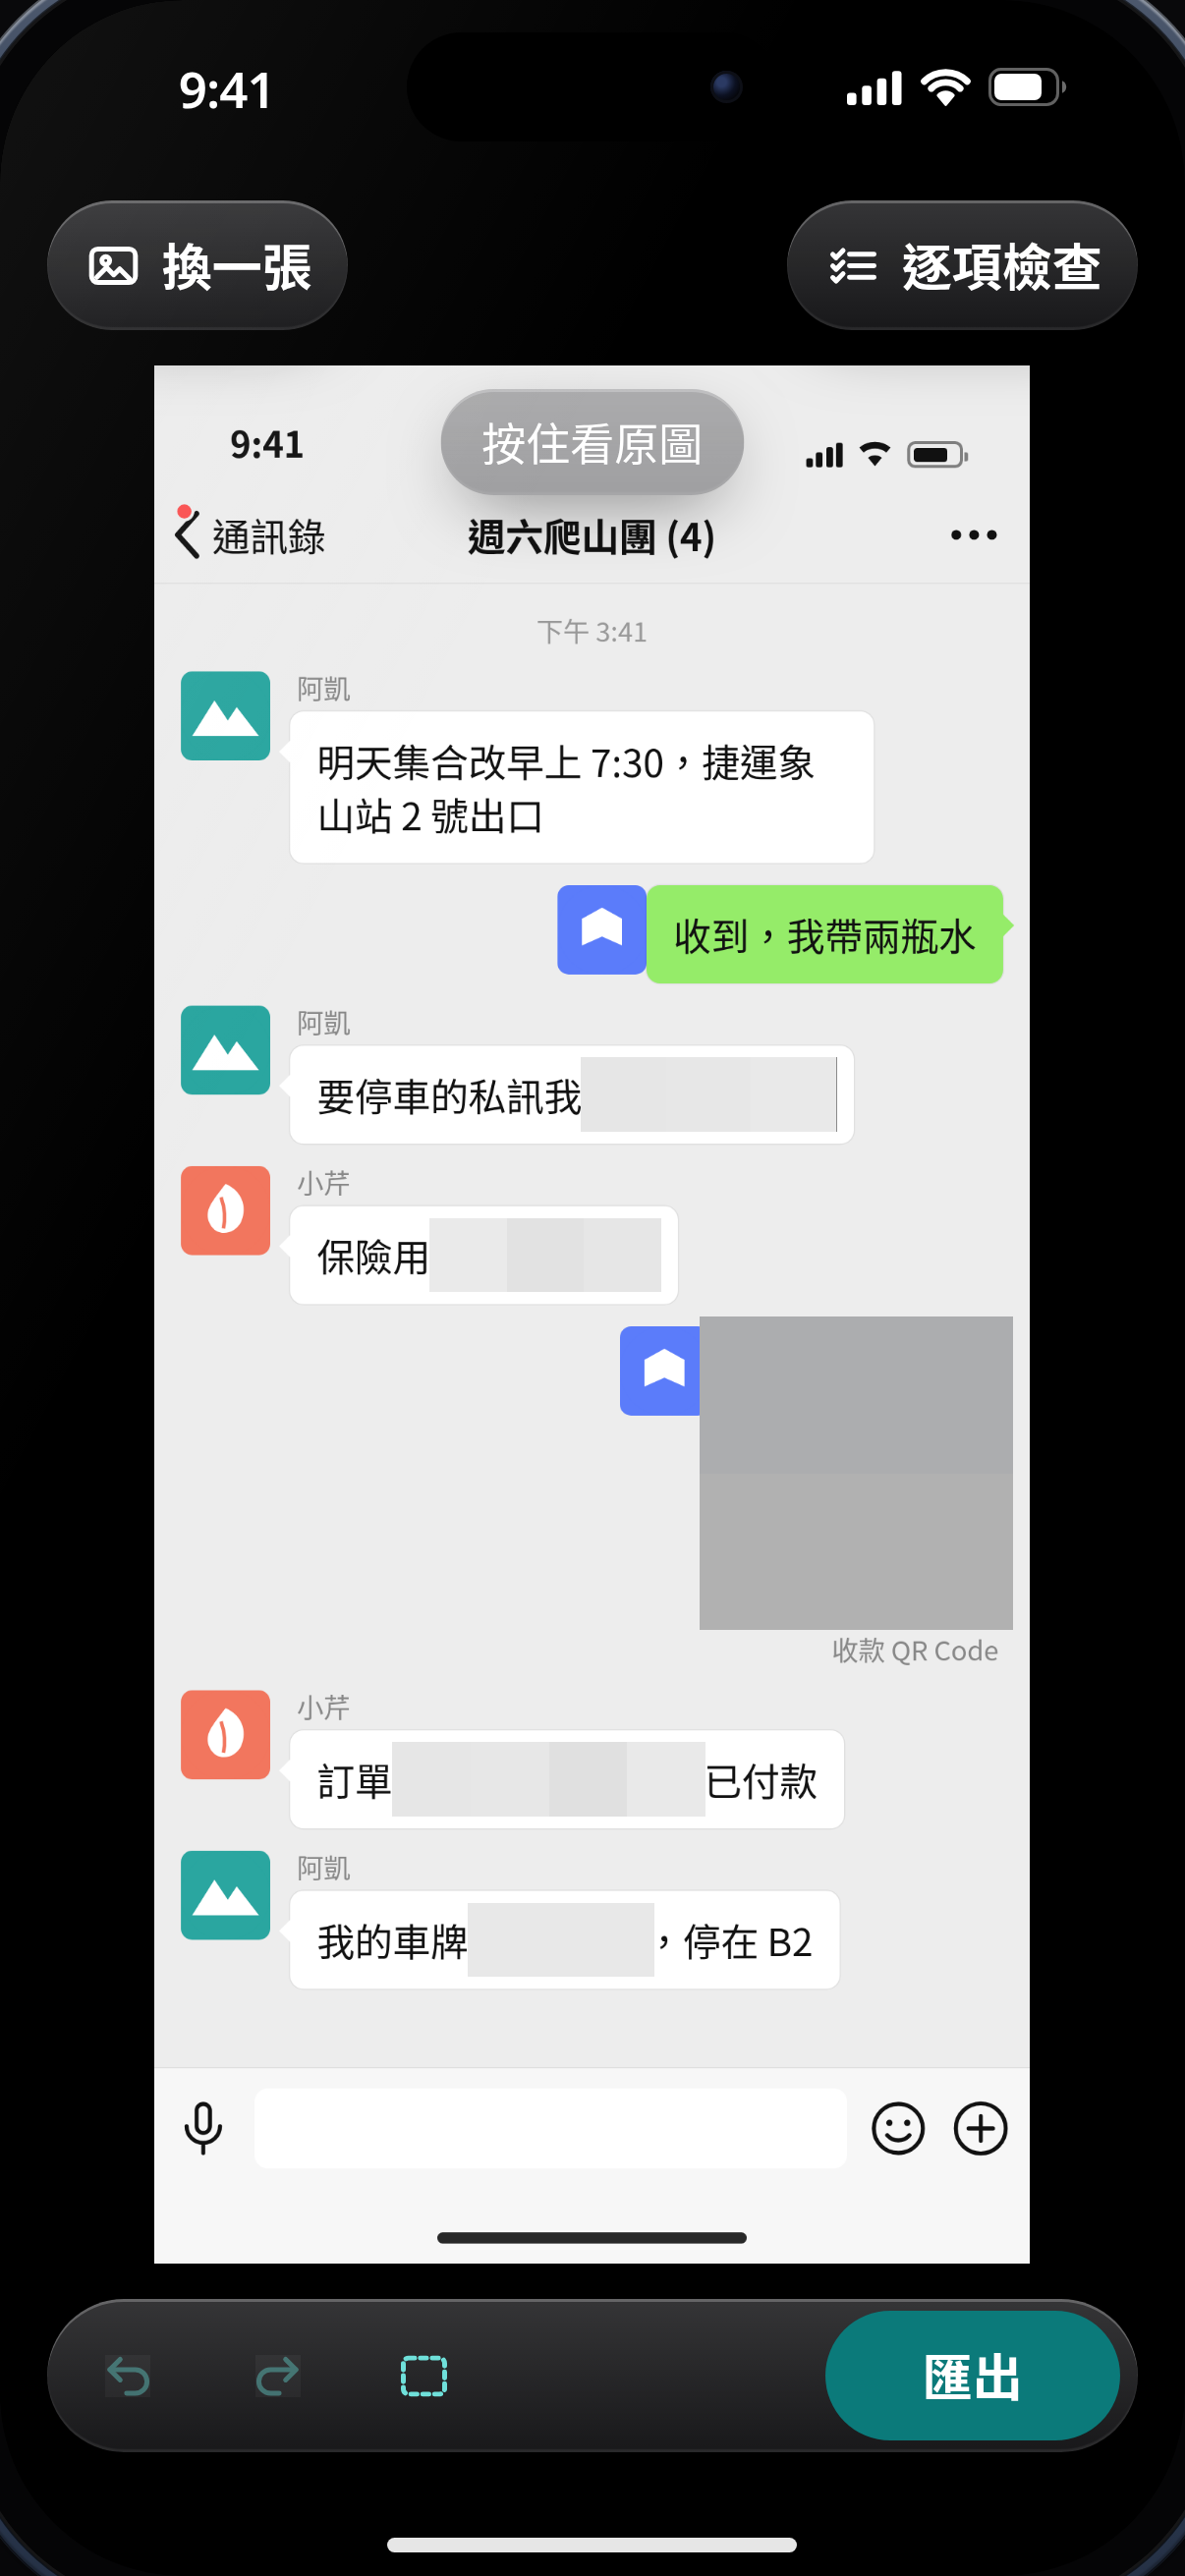 9:41
換一張
逐項檢查
按住看原圖
9:41
通訊錄
週六爬山團 (4)
下午 3:41
阿凱
明天集合改早上 7:30，捷運象
山站 2 號出口
收到，我帶兩瓶水
阿凱
要停車的私訊我
小芹
保險用
收款 QR Code
小芹
訂單 已付款
阿凱
我的車牌 ，停在 B2
匯出